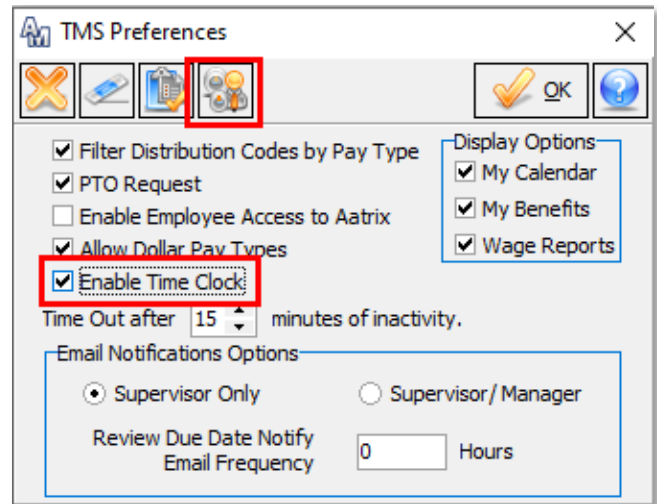 AM TMS Preferences
OK ?
Filter Distribution Codes by Pay Type
PTO Request
Enable Employee Access to Aatrix
Allow Dollar Pay Types
Enable Time Clock
Display Options
My Calendar
My Benefits
Wage Reports
Time Out after 15 minutes of inactivity.
Email Notifications Options
Supervisor Only Supervisor/Manager
Review Due Date Notify
Email Frequency 0 Hours